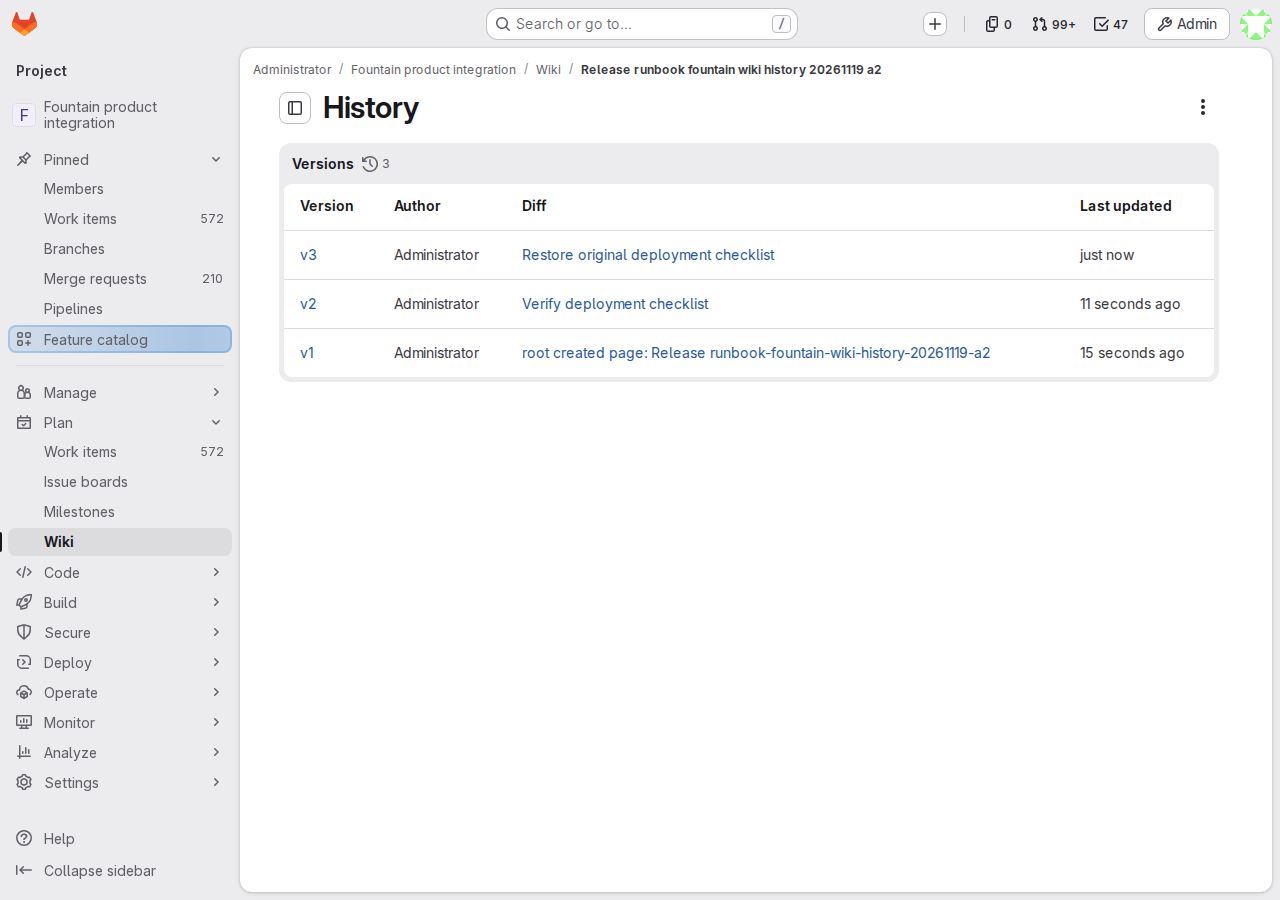 Search or go to...
/
0
99+
47
Admin
Project
F
Fountain product integration
Pinned
Members
Work items 572
Branches
Merge requests 210
Pipelines
Feature catalog
Manage
Plan
Work items 572
Issue boards
Milestones
Wiki
Code
Build
Secure
Deploy
Operate
Monitor
Analyze
Settings
Help
Collapse sidebar
Administrator / Fountain product integration / Wiki / Release runbook fountain wiki history 20261119 a2
History
Versions 3
Version Author Diff Last updated
v3 Administrator Restore original deployment checklist just now
v2 Administrator Verify deployment checklist 11 seconds ago
v1 Administrator root created page: Release runbook-fountain-wiki-history-20261119-a2 15 seconds ago